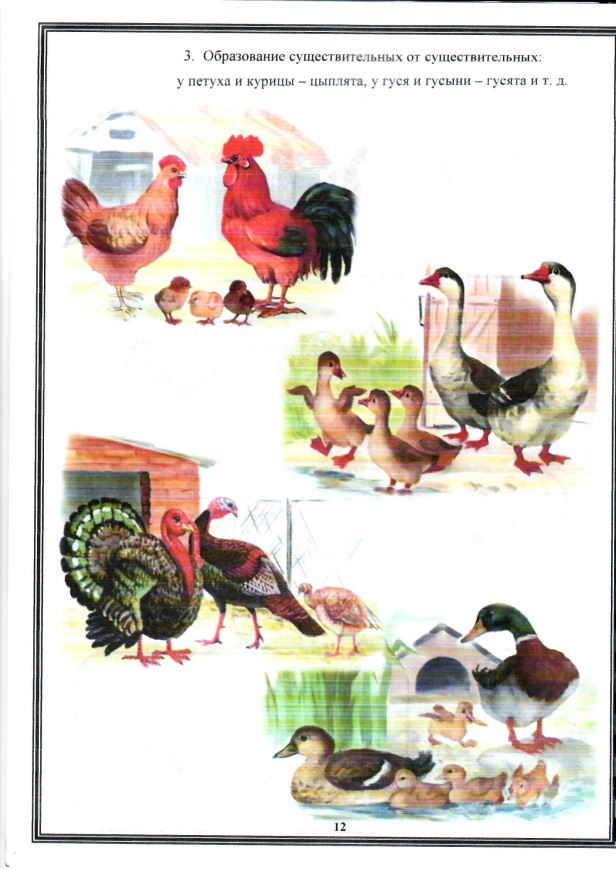 3. Образование существительных от существительных:
у петуха и курицы – цыплята, у гуся и гусыни – гусята и т. д.
12